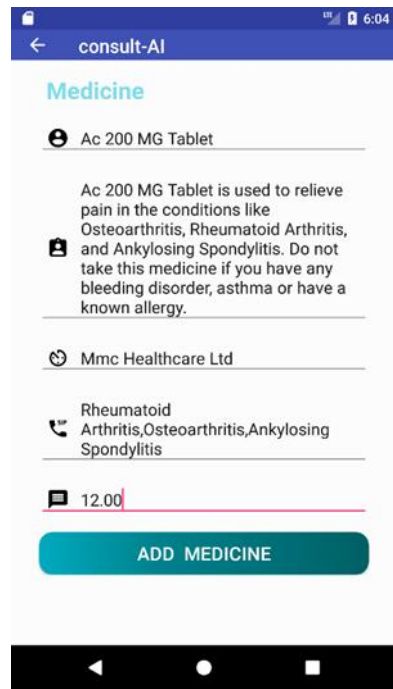 LTE 6:04
consult-AI
Medicine
Ac 200 MG Tablet
Ac 200 MG Tablet is used to relieve
pain in the conditions like
Osteoarthritis, Rheumatoid Arthritis,
and Ankylosing Spondylitis. Do not
take this medicine if you have any
bleeding disorder, asthma or have a
known allergy.
Mmc Healthcare Ltd
Rheumatoid
Arthritis,Osteoarthritis,Ankylosing
Spondylitis
12.00
ADD MEDICINE